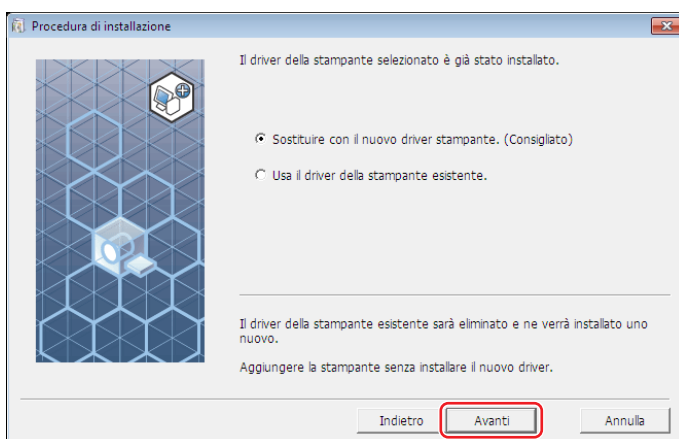 Procedura di installazione
Il driver della stampante selezionato è già stato installato.
Sostituire con il nuovo driver stampante. (Consigliato)
Usa il driver della stampante esistente.
Il driver della stampante esistente sarà eliminato e ne verrà installato uno
nuovo.
Aggiungere la stampante senza installare il nuovo driver.
Indietro
Avanti
Annulla